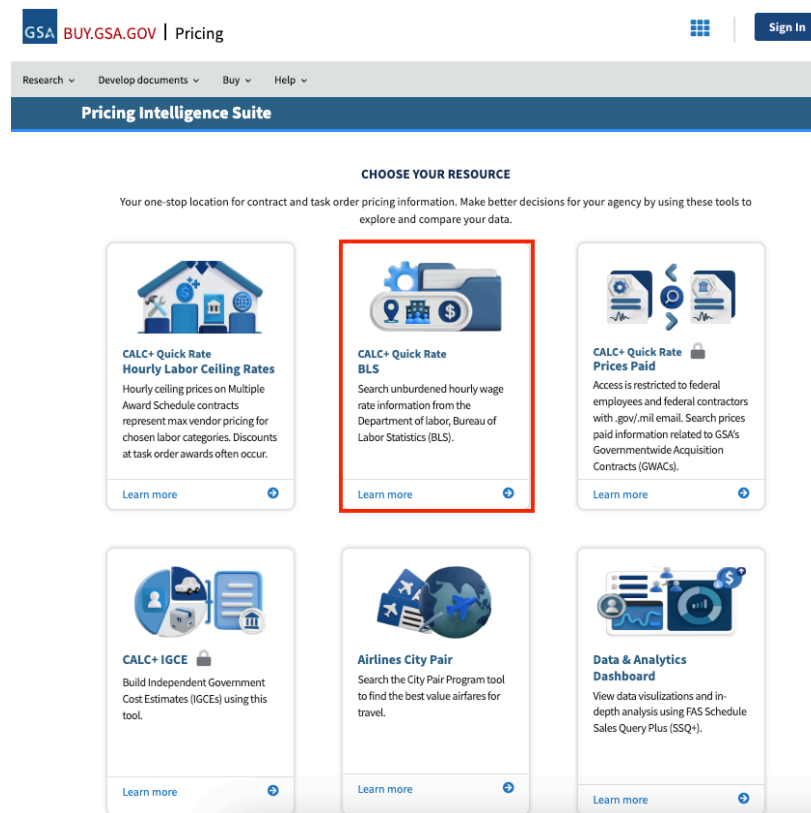 GSA BUY.GSA.GOV | Pricing
Sign In
Research Develop documents Buy Help
Pricing Intelligence Suite
CHOOSE YOUR RESOURCE
Your one-stop location for contract and task order pricing information. Make better decisions for your agency by using these tools to
explore and compare your data.
CALC+ Quick Rate
Hourly Labor Ceiling Rates
Hourly ceiling prices on Multiple
Award Schedule contracts
represent max vendor pricing for
chosen labor categories. Discounts
at task order awards often occur.
Learn more
CALC+ Quick Rate
BLS
Search unburdened hourly wage
rate information from the
Department of labor, Bureau of
Labor Statistics (BLS).
Learn more
CALC+ Quick Rate
Prices Paid
Access is restricted to federal
employees and federal contractors
with .gov/.mil email. Search prices
paid information related to GSA's
Governmentwide Acquisition
Contracts (GWACs).
Learn more
CALC+ IGCE
Build Independent Government
Cost Estimates (IGCEs) using this
tool.
Learn more
Airlines City Pair
Search the City Pair Program tool
to find the best value airfares for
travel.
Learn more
Data & Analytics
Dashboard
View data visulizations and in-
depth analysis using FAS Schedule
Sales Query Plus (SSQ+).
Learn more